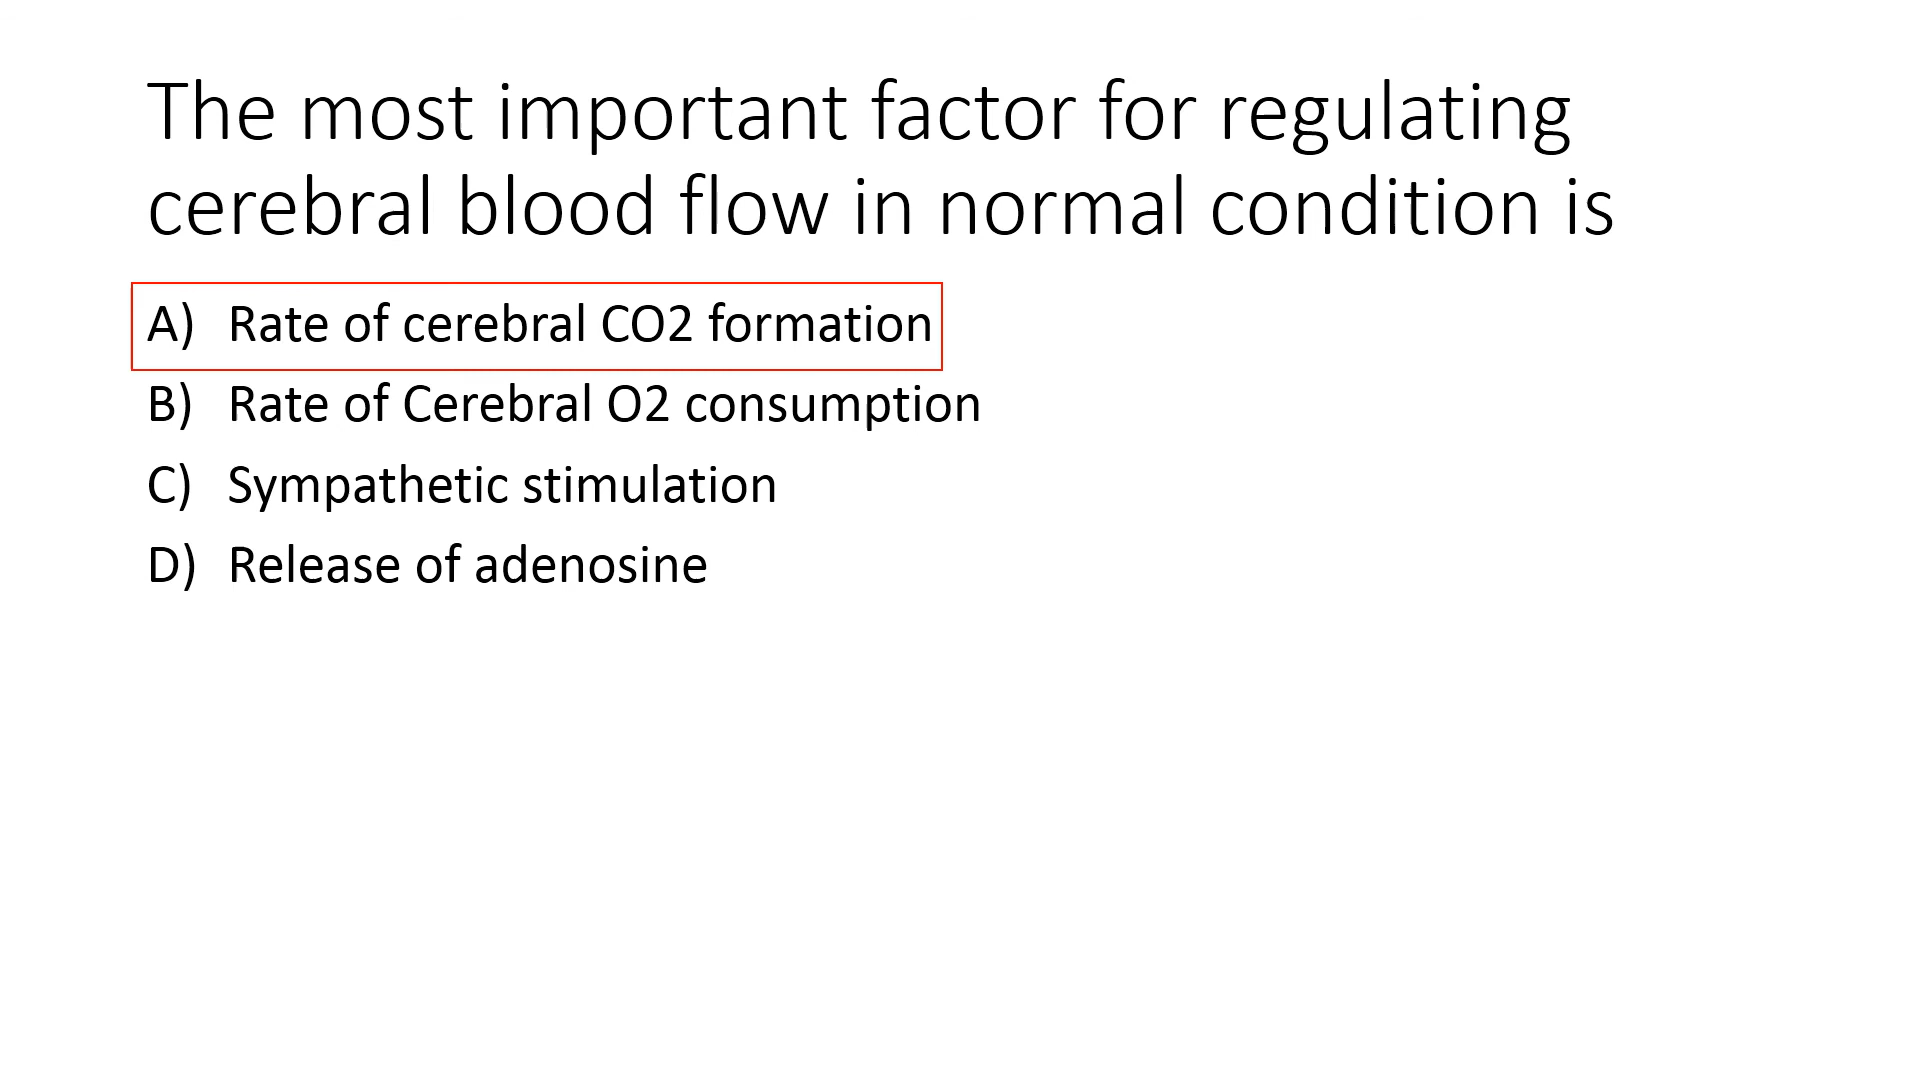 The most important factor for regulating
cerebral blood flow in normal condition is
A) Rate of cerebral CO2 formation
B) Rate of Cerebral O2 consumption
C) Sympathetic stimulation
D) Release of adenosine